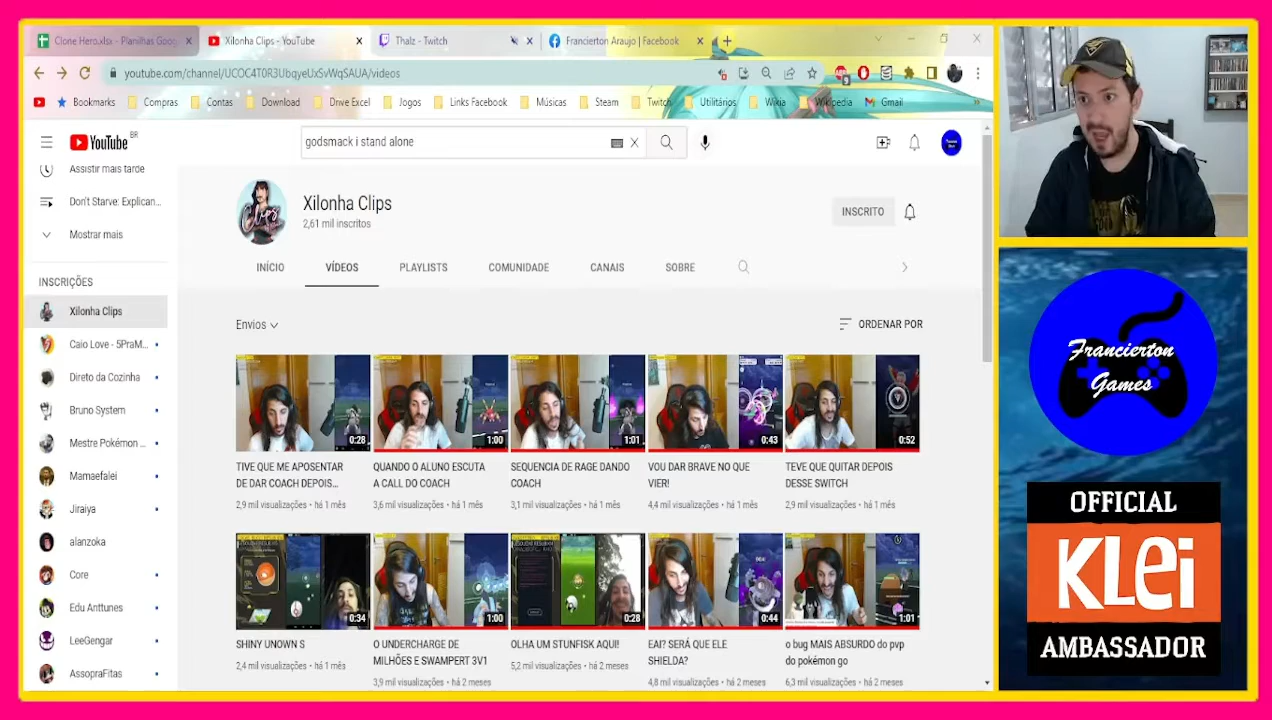 Clone Hero.xlsx - Planilhas Goog
Xilonha Clips - YouTube
Thalz - Twitch
Francierton Araujo | Facebook
youtube.com/channel/UCOC4T0R3UbqyeUxSvWqSAUA/videos
9
Bookmarks
Compras
Contas
Download
Drive Excel
Jogos
Links Facebook
Músicas
Steam
Twitch
Utilitários
Wikia
Wikipedia
Gmail
YouTube BR
godsmack i stand alone
Assistir mais tarde
Don't Starve: Explican...
Mostrar mais
INSCRIÇÕES
Xilonha Clips
Caio Love - 5PraM...
Direto da Cozinha
Bruno System
Mestre Pokémon ...
Mamaefalei
Jiraiya
alanzoka
Core
Edu Anttunes
LeeGengar
AssopraFitas
Clips
Xilonha Clips
2,61 mil inscritos
INSCRITO
INÍCIO
VÍDEOS
PLAYLISTS
COMUNIDADE
CANAIS
SOBRE
Envios
ORDENAR POR
0:28
1:00
1:01
0:43
0:52
TIVE QUE ME APOSENTAR
DE DAR COACH DEPOIS...
2,9 mil visualizações • há 1 mês
QUANDO O ALUNO ESCUTA
A CALL DO COACH
3,6 mil visualizações • há 1 mês
SEQUENCIA DE RAGE DANDO
COACH
3,1 mil visualizações • há 1 mês
VOU DAR BRAVE NO QUE
VIER!
4,4 mil visualizações • há 1 mês
TEVE QUE QUITAR DEPOIS
DESSE SWITCH
2,9 mil visualizações • há 1 mês
0:34
1:00
0:28
0:44
1:01
SHINY UNOWN S
2,4 mil visualizações • há 1 mês
O UNDERCHARGE DE
MILHÕES E SWAMPERT 3V1
3,9 mil visualizações • há 2 meses
OLHA UM STUNFISK AQUI!
5,2 mil visualizações • há 2 meses
EAI? SERÁ QUE ELE
SHIELDA?
4,8 mil visualizações • há 2 meses
o bug MAIS ABSURDO do pvp
do pokémon go
6,3 mil visualizações • há 2 meses
Francierton
Games
OFFICIAL
KLEi
AMBASSADOR